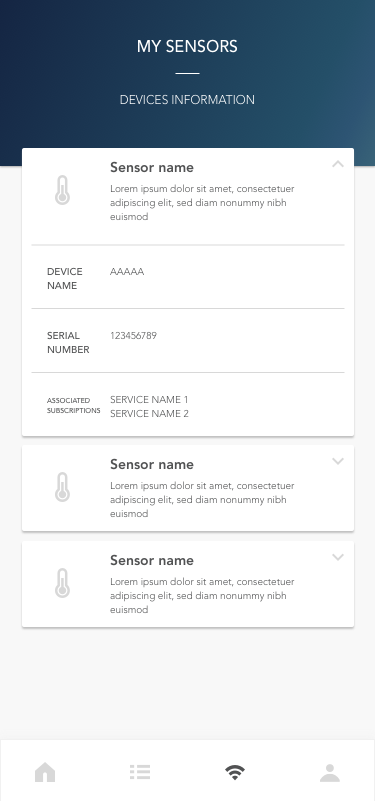 MY SENSORS
DEVICES INFORMATION
Sensor name
Lorem ipsum dolor sit amet, consectetuer
adipiscing elit, sed diam nonummy nibh
euismod
DEVICE
NAME
AAAAA
SERIAL
NUMBER
123456789
ASSOCIATED
SUBSCRIPTIONS
SERVICE NAME 1
SERVICE NAME 2
Sensor name
Lorem ipsum dolor sit amet, consectetuer
adipiscing elit, sed diam nonummy nibh
euismod
Sensor name
Lorem ipsum dolor sit amet, consectetuer
adipiscing elit, sed diam nonummy nibh
euismod